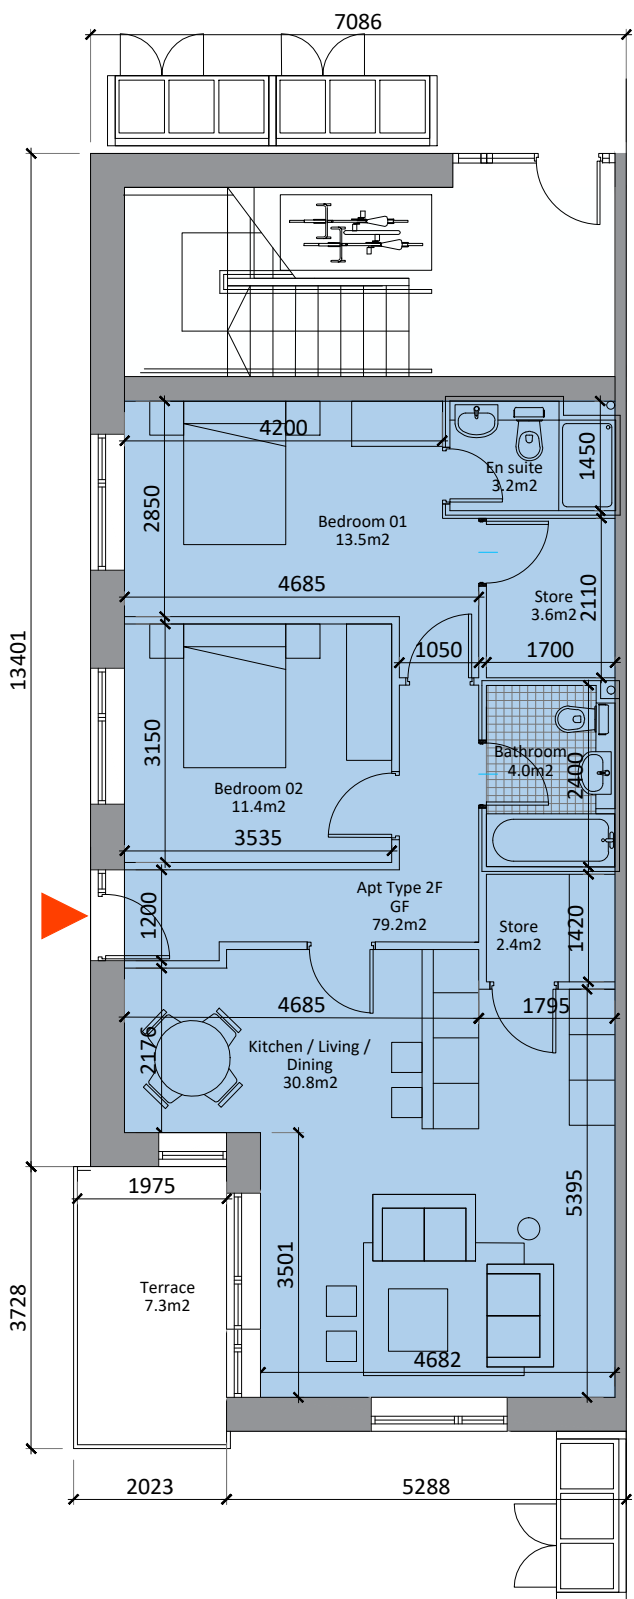 7086
4200
1450
En suite
3.2m2
2850
Bedroom 01
13.5m2
4685
Store
3.6m2
2110
13401
1050
1700
3150
Bathroom
4.0m2
2400
Bedroom 02
11.4m2
3535
Apt Type 2F
GF
79.2m2
1200
Store
2.4m2
1420
4685
1795
2176
Kitchen / Living /
Dining
30.8m2
1975
5395
3501
Terrace
7.3m2
3728
4682
2023
5288